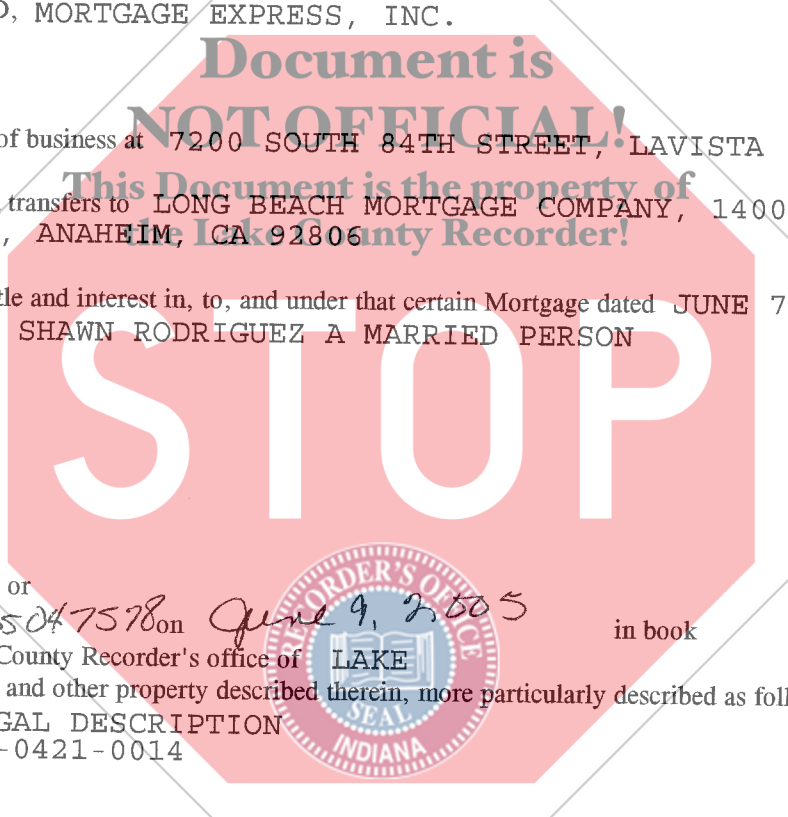 D, MORTGAGE EXPRESS, INC.
Document is
NOT OFFICIAL!
of business at 7200 SOUTH 84TH STREET, LAVISTA
This Document is the property of
transfers to LONG BEACH MORTGAGE COMPANY, 1400
the Lake County Recorder!
, ANAHEIM, CA 92806
tle and interest in, to, and under that certain Mortgage dated JUNE 7
SHAWN RODRIGUEZ A MARRIED PERSON
STOP
or
5047578 on June 9, 2005 in book
County Recorder's office of LAKE
and other property described therein, more particularly described as foll
GAL DESCRIPTION
-0421-0014
RECORDER'S OFFICE
SEAL
INDIANA